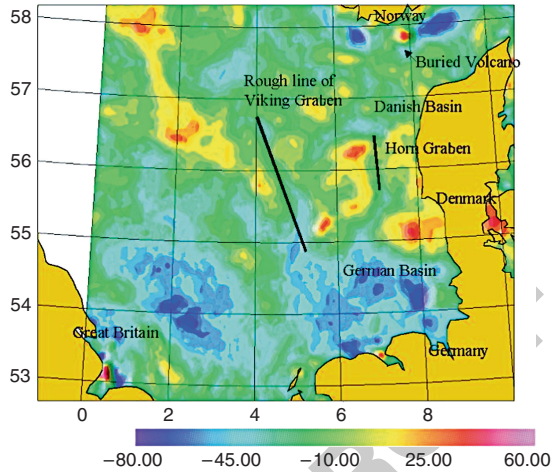 58
Norway
Buried Volcano
57
Rough line of
Viking Graben
Danish Basin
56
Horn Graben
Denmark
55
German Basin
54
Great Britain
Germany
53
0 2 4 6 8
−80.00 −45.00 −10.00 25.00 60.00